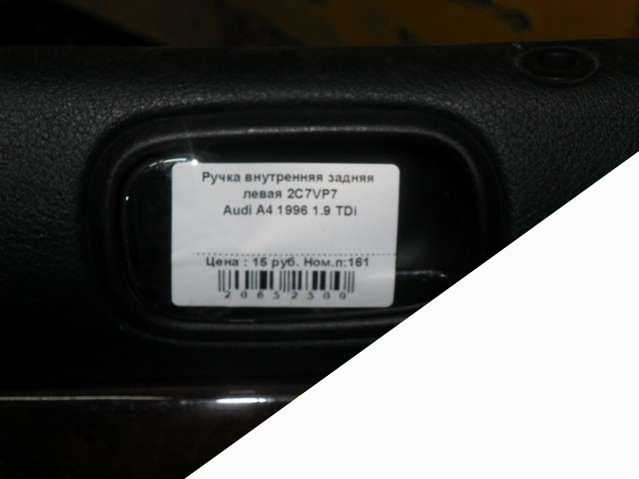 Ручка внутренняя задняя
левая 2C7VP7
Audi A4 1996 1.9 TDi
Цена : 15 руб. Ном.п:161
20652500